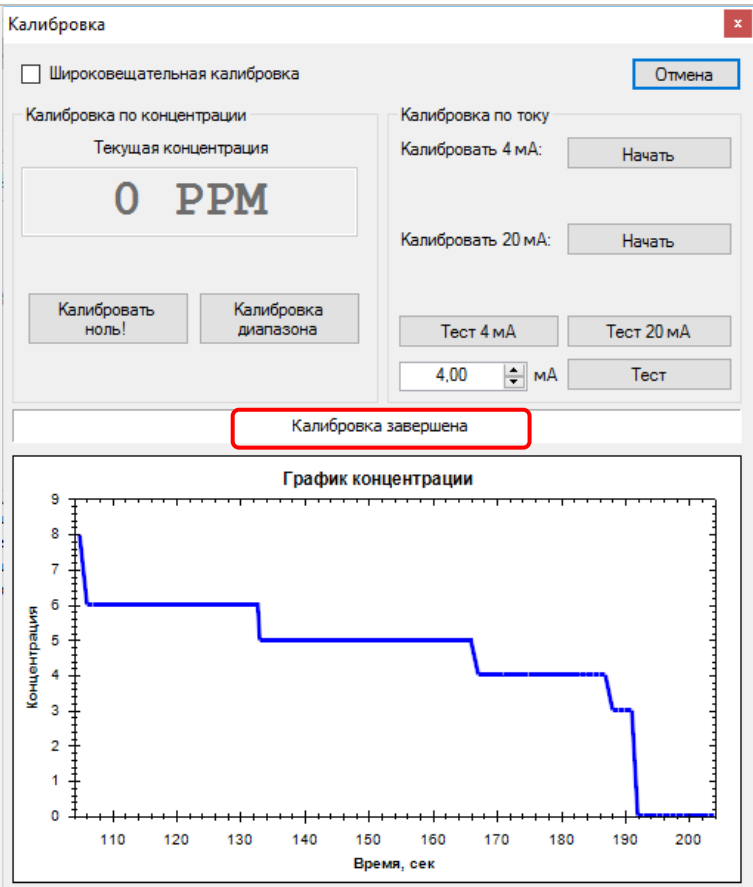 Калибровка
x
Широковещательная калибровка
Отмена
Калибровка по концентрации
Текущая концентрация
0 PPM
Калибровать
ноль!
Калибровка
диапазона
Калибровка по току
Калибровать 4 мА:
Начать
Калибровать 20 мА:
Начать
Тест 4 мА
Тест 20 мА
4,00
мА
Тест
Калибровка завершена
График концентрации
Концентрация
9
8
7
6
5
4
3
2
1
0
110 120 130 140 150 160 170 180 190 200
Время, сек